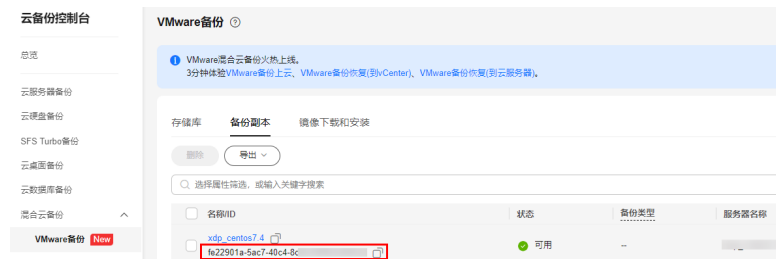 云备份控制台
VMware备份
总览
VMware混合云备份火热上线。
3分钟体验VMware备份上云、VMware备份恢复(到vCenter)、VMware备份恢复(到云服务器)。
云服务器备份
云硬盘备份
SFS Turbo备份
云桌面备份
云数据库备份
混合云备份
VMware备份 New
存储库 备份副本 镜像下载和安装
删除 导出
选择属性筛选，或输入关键字搜索
名称/ID 状态 备份类型 服务器名称
xdp_centos7.4
fe22901a-5ac7-40c4-8c
可用 --